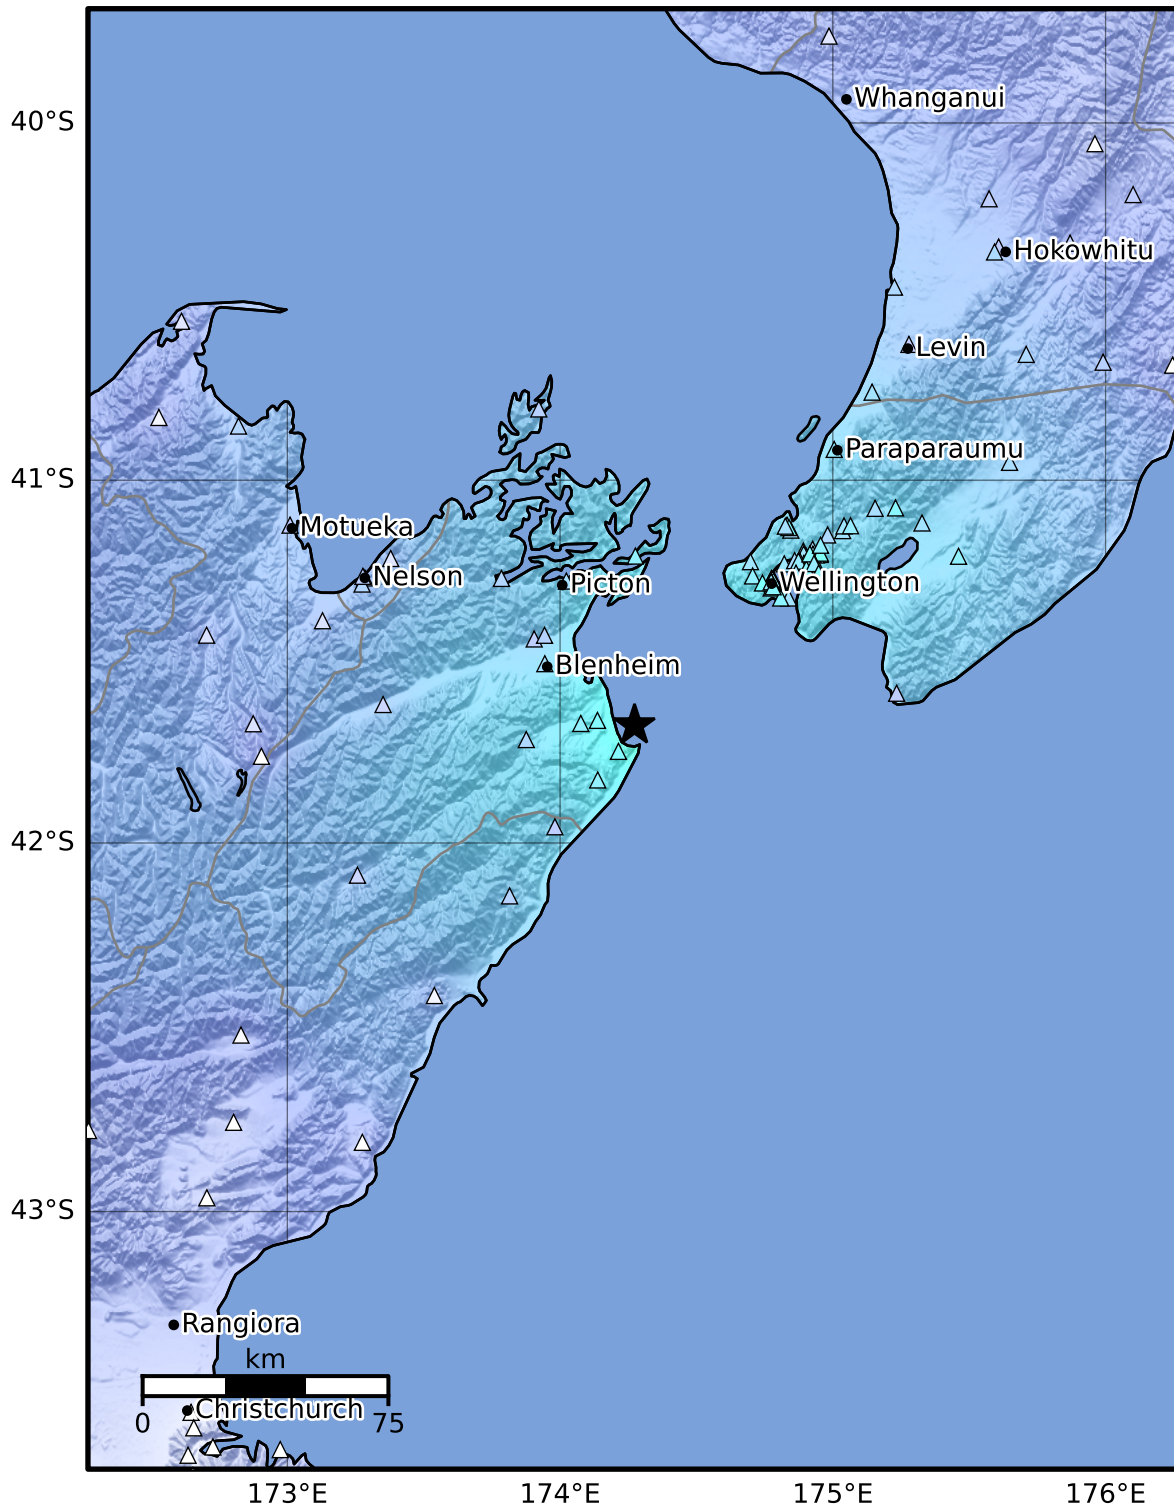 Whanganui
40°S
Hokowhitu
Levin
Paraparaumu
41°S
Motueka
Nelson
Picton
Wellington
Blenheim
42°S
43°S
Rangiora
km
Christchurch
0
75
173°E
174°E
175°E
176°E